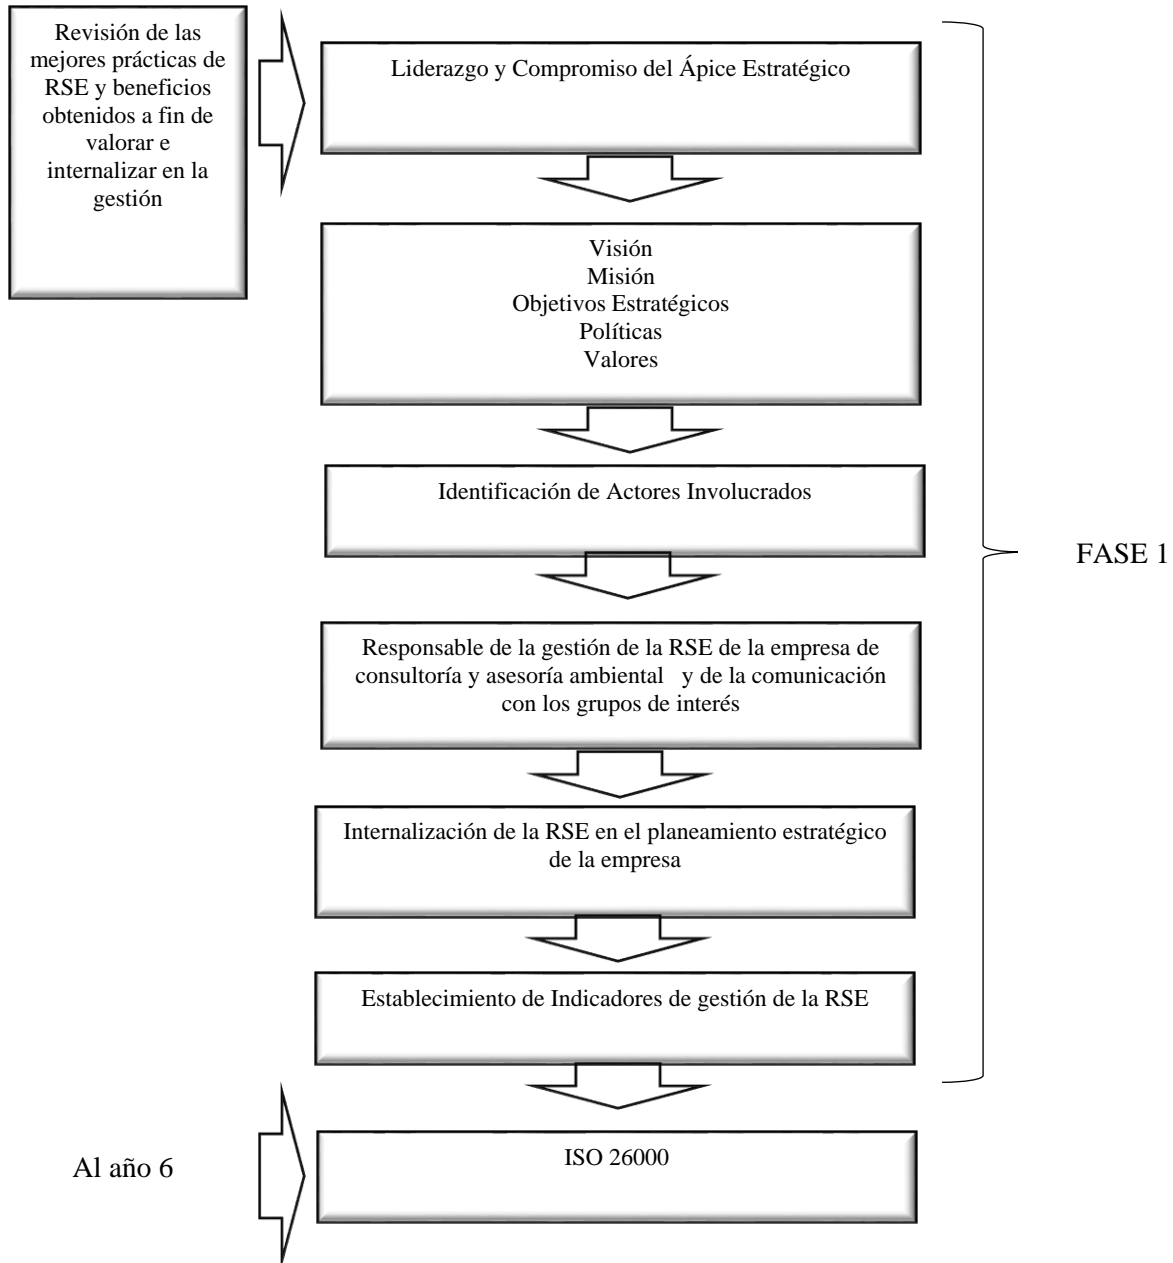 Revisión de las
mejores prácticas de
RSE y beneficios
obtenidos a fin de
valorar e
internalizar en la
gestión
Liderazgo y Compromiso del Ápice Estratégico
Visión
Misión
Objetivos Estratégicos
Políticas
Valores
Identificación de Actores Involucrados
FASE 1
Responsable de la gestión de la RSE de la empresa de
consultoría y asesoría ambiental y de la comunicación
con los grupos de interés
Internalización de la RSE en el planeamiento estratégico
de la empresa
Establecimiento de Indicadores de gestión de la RSE
Al año 6
ISO 26000